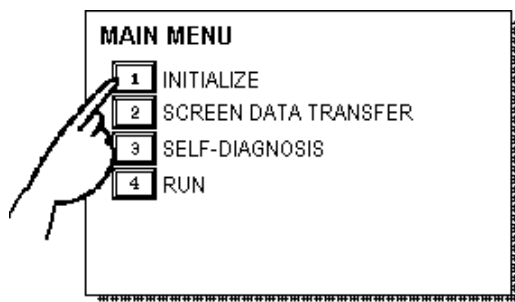 MAIN MENU
1 INITIALIZE
2 SCREEN DATA TRANSFER
3 SELF-DIAGNOSIS
4 RUN